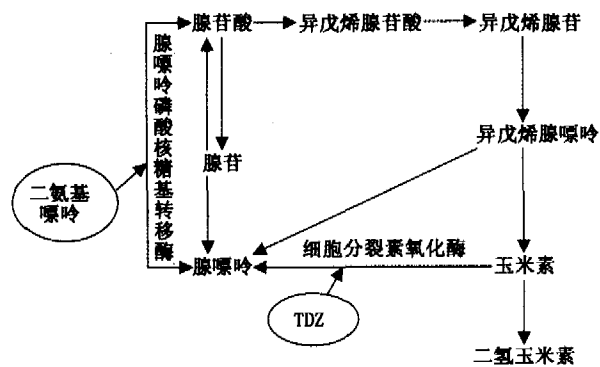 腺苷酸
异戊烯腺苷酸
异戊烯腺苷
腺嘌呤磷酸核糖基转移酶
异戊烯腺嘌呤
腺苷
二氨基
嘌呤
细胞分裂素氧化酶
腺嘌呤
玉米素
TDZ
二氢玉米素